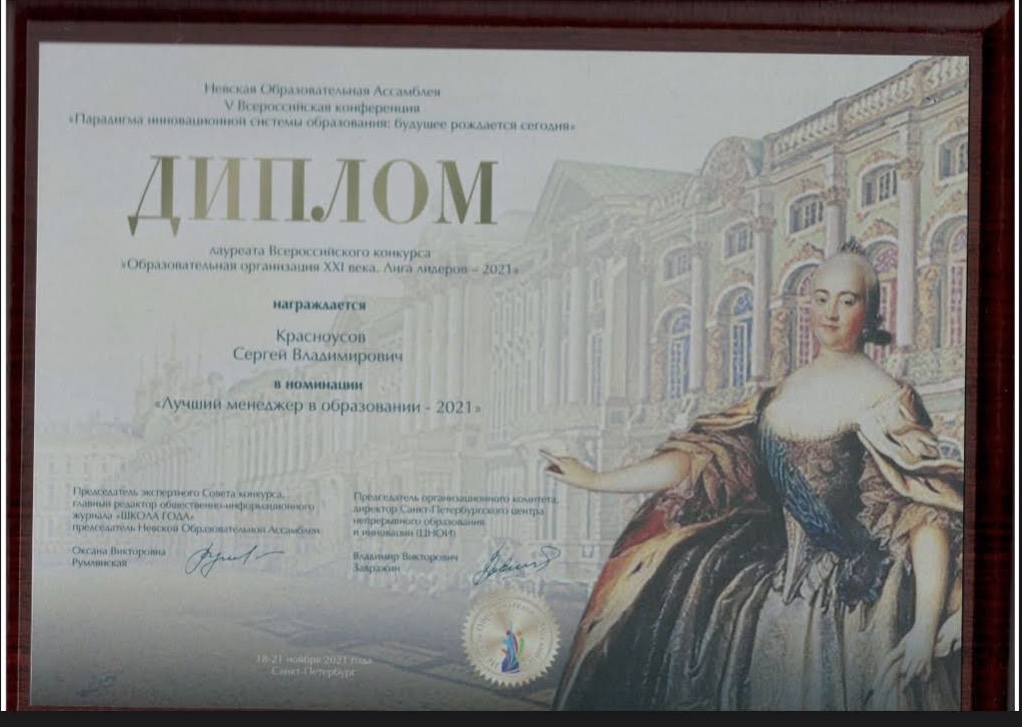 Невская Образовательная Ассамблея
V Всероссийская конференция
«Парадигма инновационной системы образования: будущее рождается сегодня»
ДИПЛОМ
лауреата Всероссийского конкурса
«Образовательная организация XXI века. Лига лидеров – 2021»
награждается
Красноусов
Сергей Владимирович
в номинации
«Лучший менеджер в образовании - 2021»
Председатель экспертного Совета конкурса,
главный редактор общественно-информационного
журнала «ШКОЛА ГОДА»
председатель Невской Образовательной Ассамблеи
Оксана Викторовна
Румлянская
Председатель организационного комитета,
директор Санкт-Петербургского центра
непрерывного образования
и инноваций (ЦНОИ)
Владимир Викторович
Завражин
18-21 ноября 2021 года
Санкт-Петербург